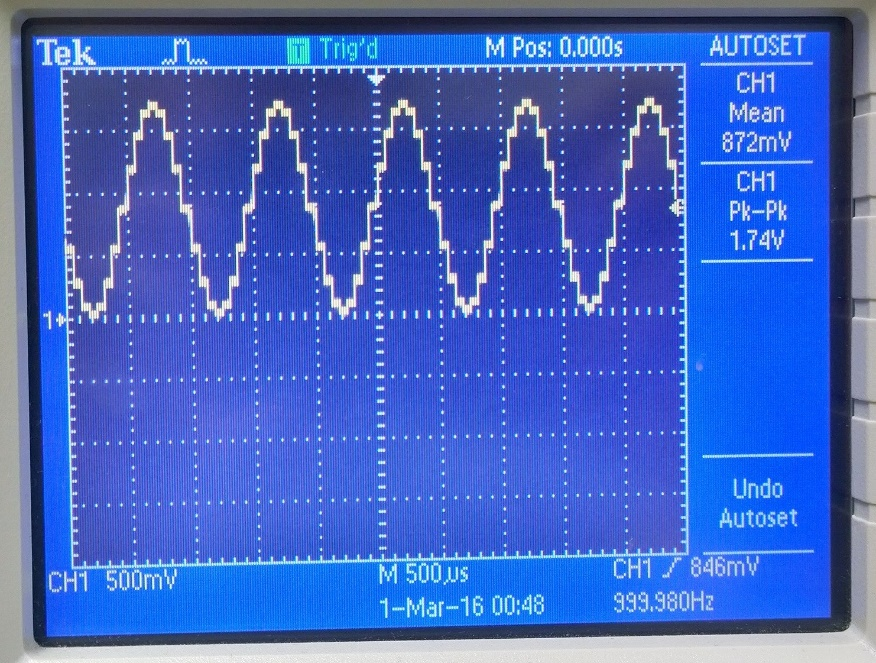 Tek T Trig'd M Pos: 0.000s AUTOSET
CH1
Mean
872mV
CH1
Pk-Pk
1.74V
1
Undo
Autoset
CH1 500mV M 500µs CH1 846mV
1-Mar-16 00:48 999.980Hz